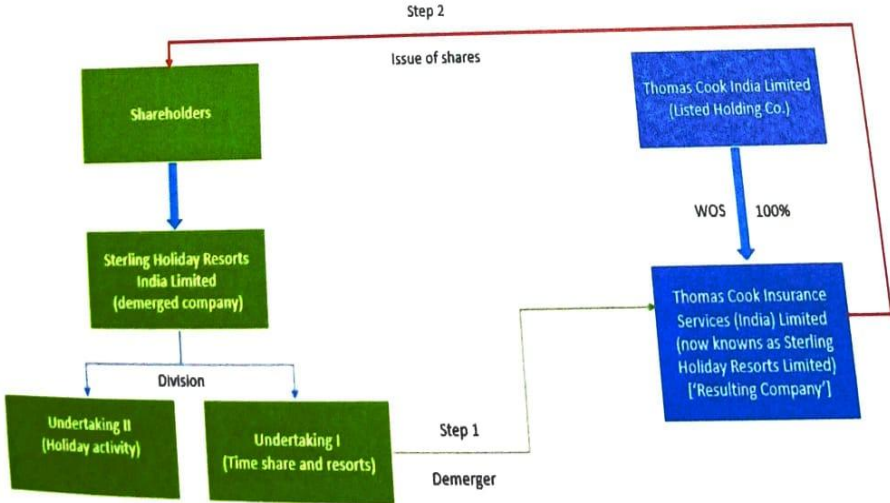 Step 2
Issue of shares
Shareholders
Thomas Cook India Limited
(Listed Holding Co.)
WOS 100%
Sterling Holiday Resorts
India Limited
(demerged company)
Thomas Cook Insurance
Services (India) Limited
(now knowns as Sterling
Holiday Resorts Limited)
['Resulting Company']
Division
Undertaking II
(Holiday activity)
Undertaking I
(Time share and resorts)
Step 1
Demerger